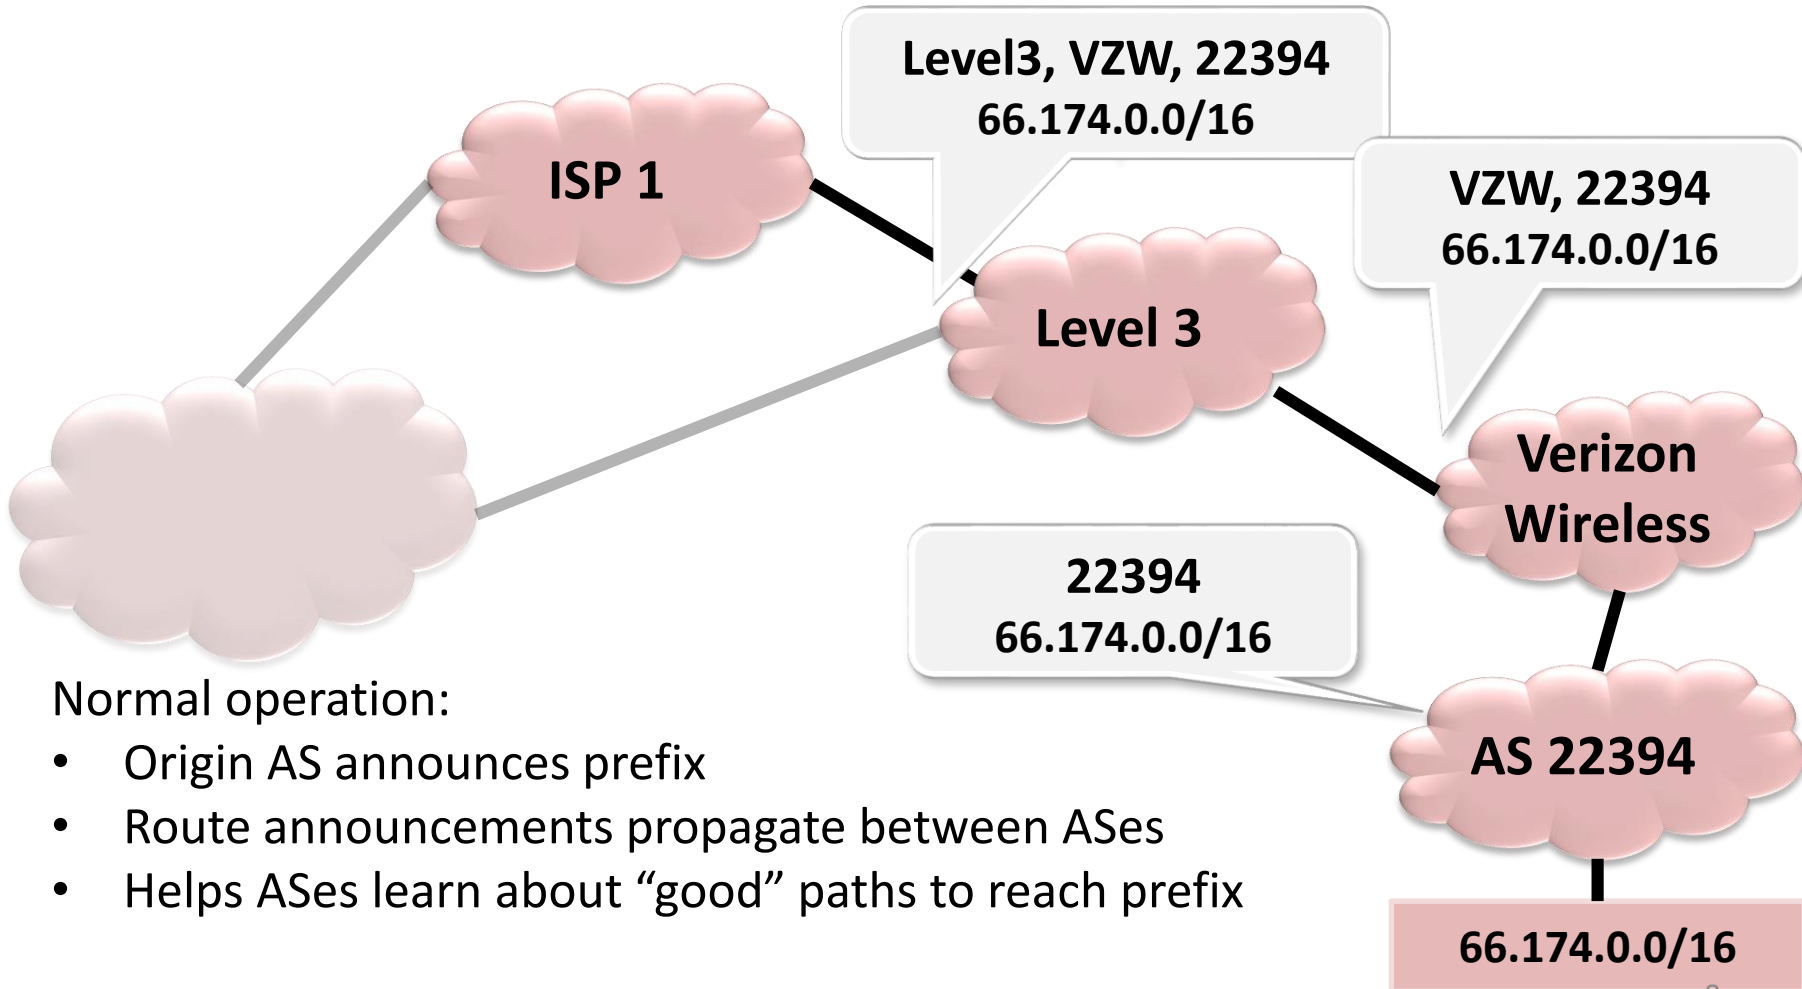 Level3, VZW, 22394
66.174.0.0/16
ISP 1
VZW, 22394
66.174.0.0/16
Level 3
Verizon
Wireless
22394
66.174.0.0/16
AS 22394
Normal operation:
• Origin AS announces prefix
• Route announcements propagate between ASes
• Helps ASes learn about “good” paths to reach prefix
66.174.0.0/16